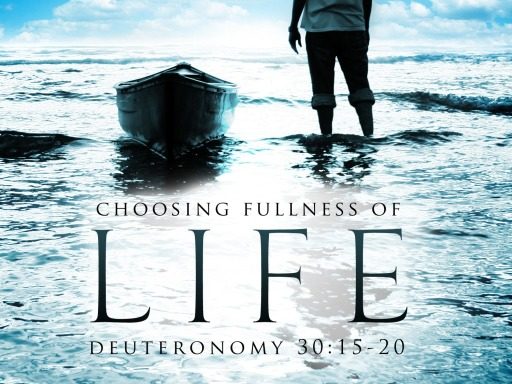 CHOOSING FULLNESS OF
LIFE
DEUTERONOMY 30:15-20